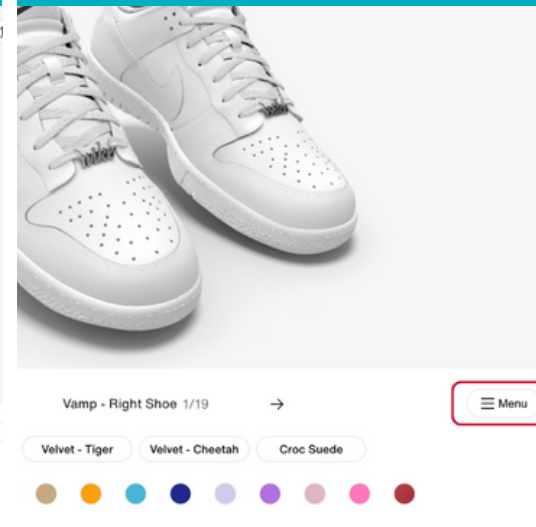 Vamp - Right Shoe 1/19 →
Menu
Velvet - Tiger Velvet - Cheetah Croc Suede